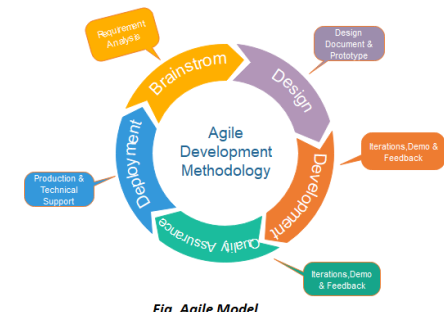 Requirement
Analysis
Brainstrom
Design
Design
Document &
Prototype
Development
Iterations,Demo &
Feedback
Quality Assurance
Iterations,Demo
& Feedback
Deployment
Production &
Technical
Support
Agile
Development
Methodology
Fig. Agile Model